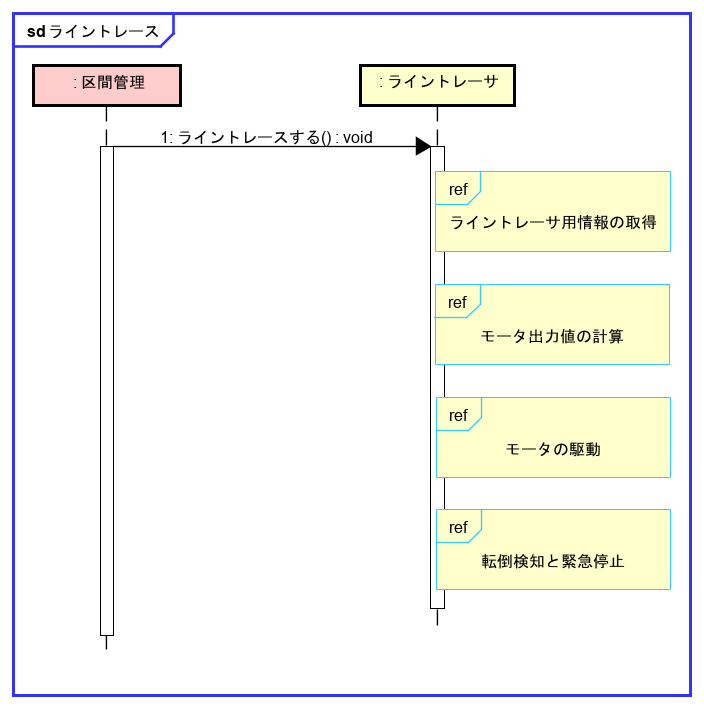 sd ライントレース
: 区間管理
: ライントレーサ
1: ライントレースする() : void
ref
ライントレーサ用情報の取得
ref
モータ出力値の計算
ref
モータの駆動
ref
転倒検知と緊急停止